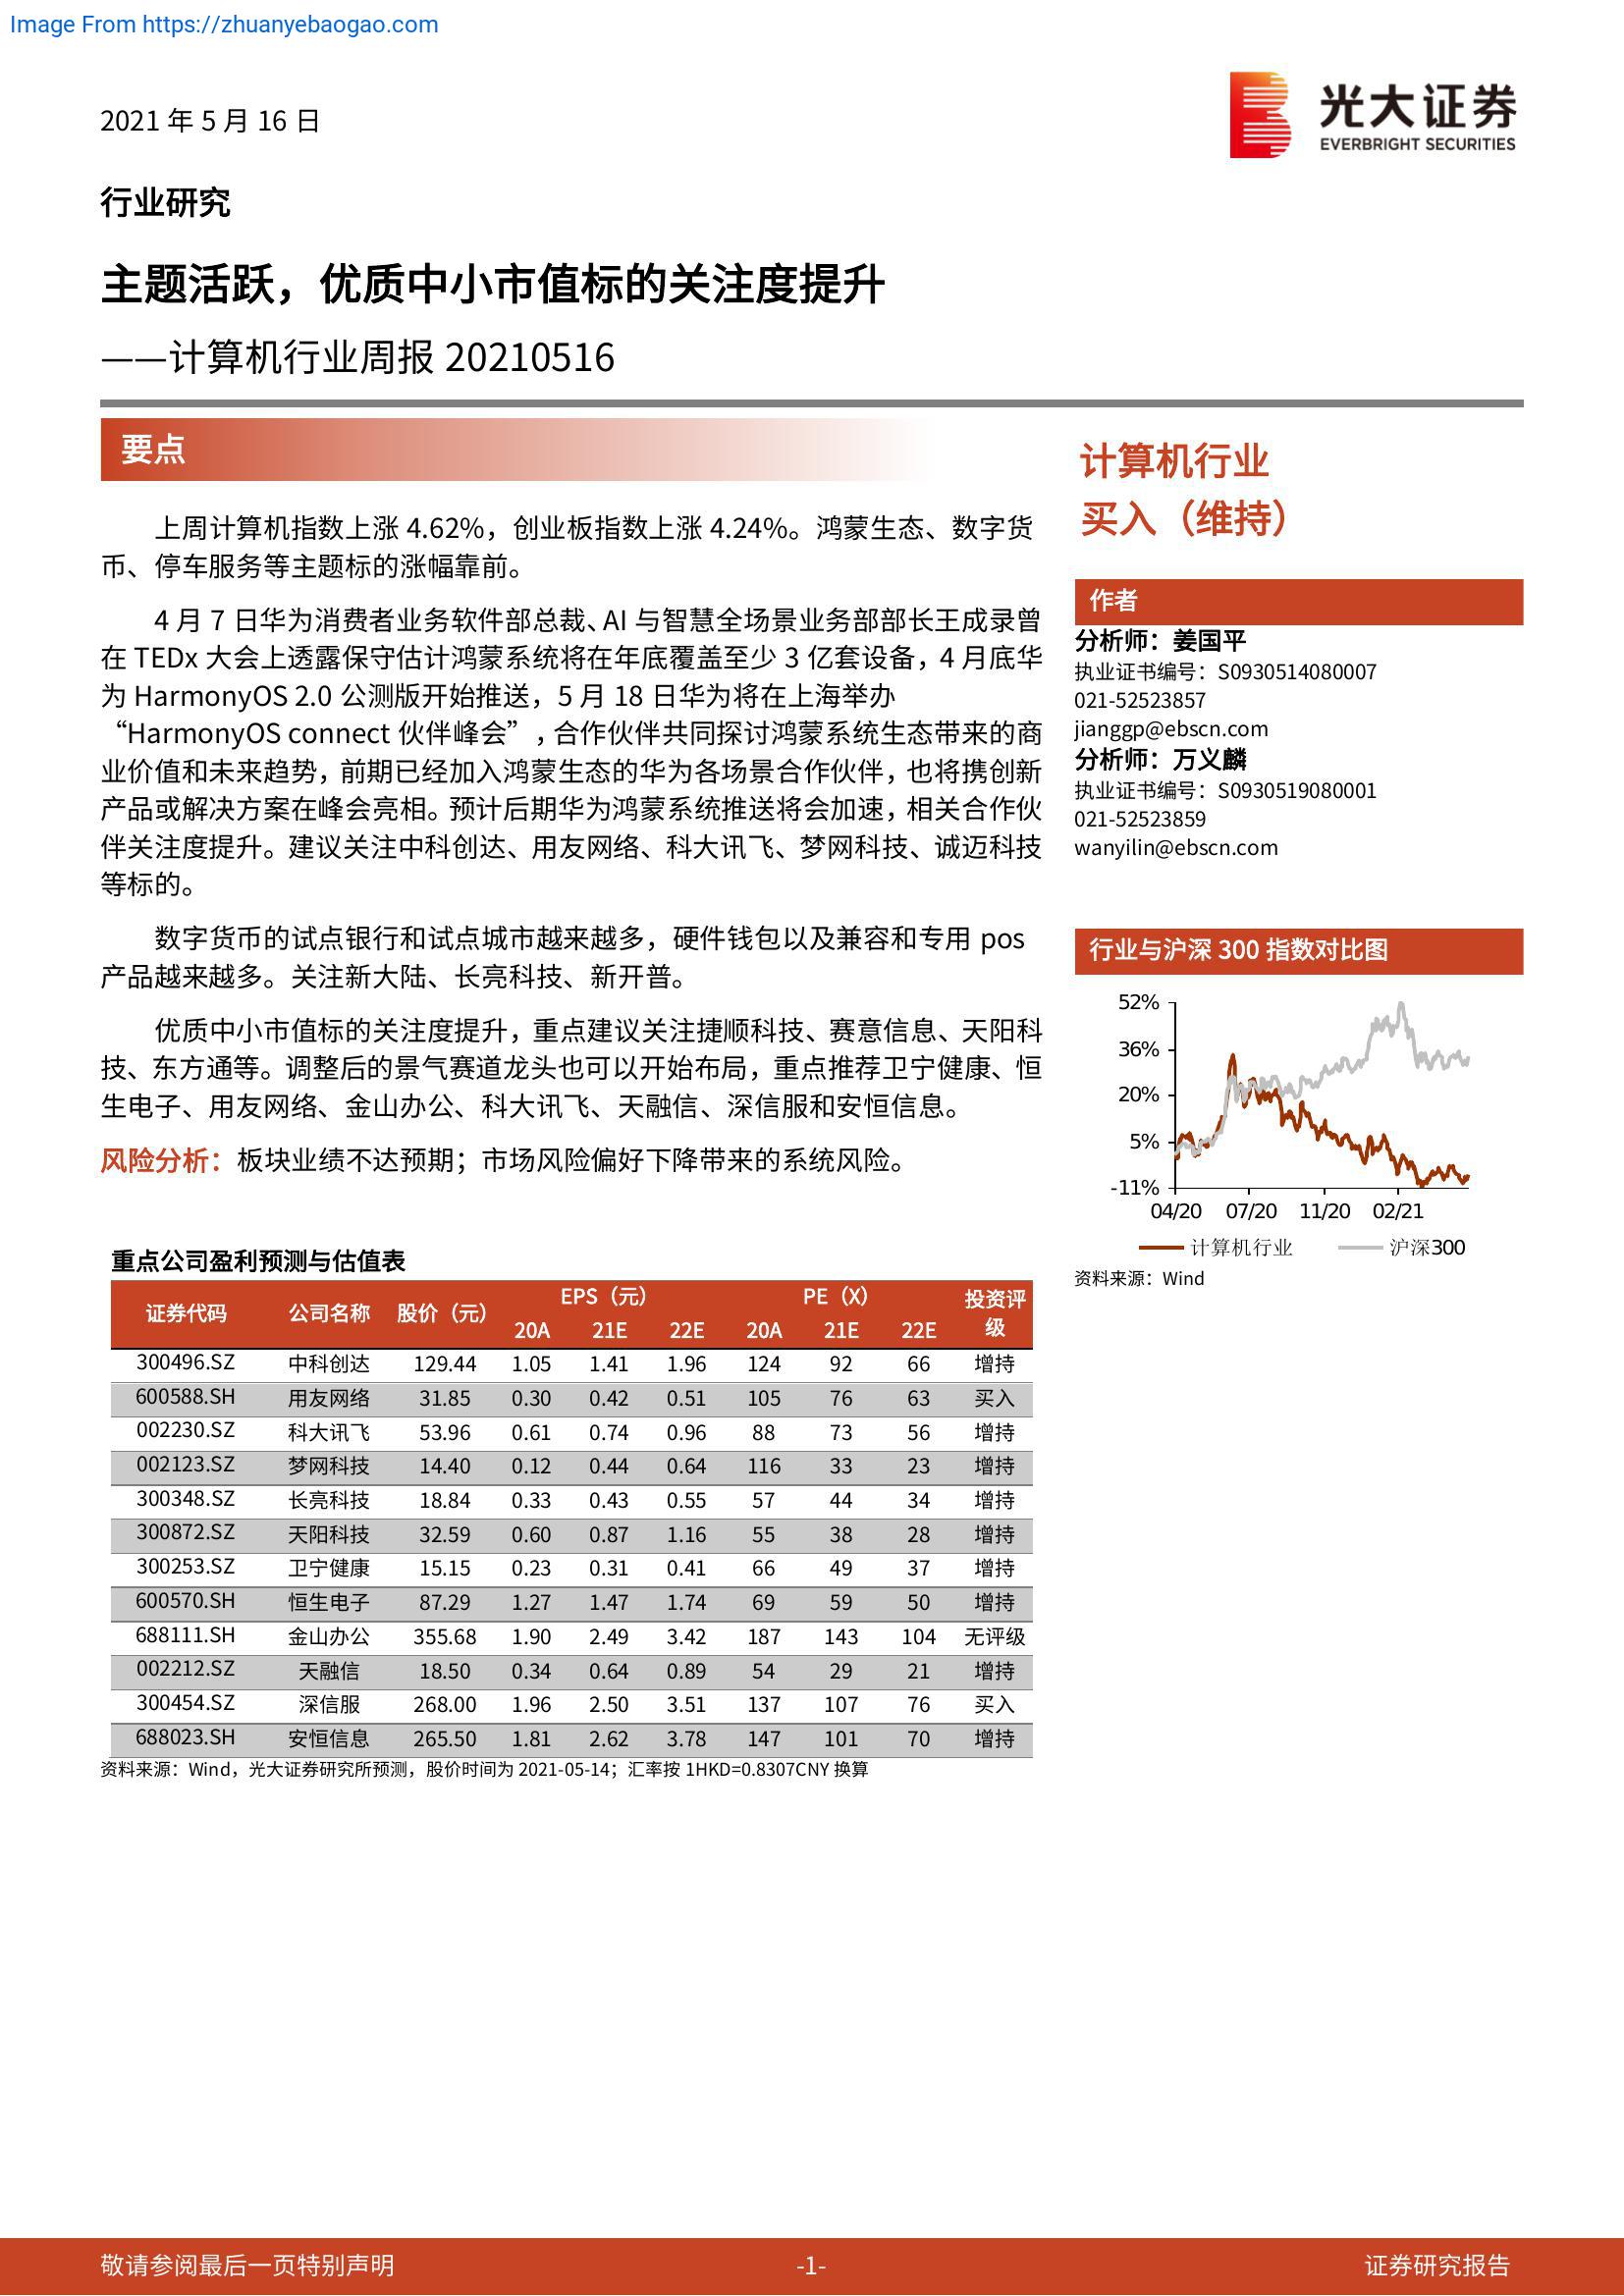 Image From https://zhuanyebaogao.com
2021 年 5 月 16 日
光大证券
EVERBRIGHT SECURITIES
行业研究
主题活跃，优质中小市值标的关注度提升
——计算机行业周报 20210516
要点
上周计算机指数上涨 4.62%，创业板指数上涨 4.24%。鸿蒙生态、数字货
币、停车服务等主题标的涨幅靠前。
4 月 7 日华为消费者业务软件部总裁、AI 与智慧全场景业务部部长王成录曾
在 TEDx 大会上透露保守估计鸿蒙系统将在年底覆盖至少 3 亿套设备，4 月底华
为 HarmonyOS 2.0 公测版开始推送，5 月 18 日华为将在上海举办
“HarmonyOS connect 伙伴峰会”，合作伙伴共同探讨鸿蒙系统生态带来的商
业价值和未来趋势，前期已经加入鸿蒙生态的华为各场景合作伙伴，也将携创新
产品或解决方案在峰会亮相。预计后期华为鸿蒙系统推送将会加速，相关合作伙
伴关注度提升。建议关注中科创达、用友网络、科大讯飞、梦网科技、诚迈科技
等标的。
数字货币的试点银行和试点城市越来越多，硬件钱包以及兼容和专用 pos
产品越来越多。关注新大陆、长亮科技、新开普。
优质中小市值标的关注度提升，重点建议关注捷顺科技、赛意信息、天阳科
技、东方通等。调整后的景气赛道龙头也可以开始布局，重点推荐卫宁健康、恒
生电子、用友网络、金山办公、科大讯飞、天融信、深信服和安恒信息。
风险分析：板块业绩不达预期；市场风险偏好下降带来的系统风险。
重点公司盈利预测与估值表
证券代码 公司名称 股价（元） EPS（元） PE（X） 投资评级
20A 21E 22E 20A 21E 22E
300496.SZ 中科创达 129.44 1.05 1.41 1.96 124 92 66 增持
600588.SH 用友网络 31.85 0.30 0.42 0.51 105 76 63 买入
002230.SZ 科大讯飞 53.96 0.61 0.74 0.96 88 73 56 增持
002123.SZ 梦网科技 14.40 0.12 0.44 0.64 116 33 23 增持
300348.SZ 长亮科技 18.84 0.33 0.43 0.55 57 44 34 增持
300872.SZ 天阳科技 32.59 0.60 0.87 1.16 55 38 28 增持
300253.SZ 卫宁健康 15.15 0.23 0.31 0.41 66 49 37 增持
600570.SH 恒生电子 87.29 1.27 1.47 1.74 69 59 50 增持
688111.SH 金山办公 355.68 1.90 2.49 3.42 187 143 104 无评级
002212.SZ 天融信 18.50 0.34 0.64 0.89 54 29 21 增持
300454.SZ 深信服 268.00 1.96 2.50 3.51 137 107 76 买入
688023.SH 安恒信息 265.50 1.81 2.62 3.78 147 101 70 增持
资料来源：Wind，光大证券研究所预测，股价时间为 2021-05-14；汇率按 1HKD=0.8307CNY 换算
计算机行业
买入（维持）
作者
分析师：姜国平
执业证书编号：S0930514080007
021-52523857
jianggp@ebscn.com
分析师：万义麟
执业证书编号：S0930519080001
021-52523859
wanyilin@ebscn.com
行业与沪深 300 指数对比图
52%
36%
20%
5%
-11%
04/20 07/20 11/20 02/21
计算机行业 沪深300
资料来源：Wind
敬请参阅最后一页特别声明 -1- 证券研究报告